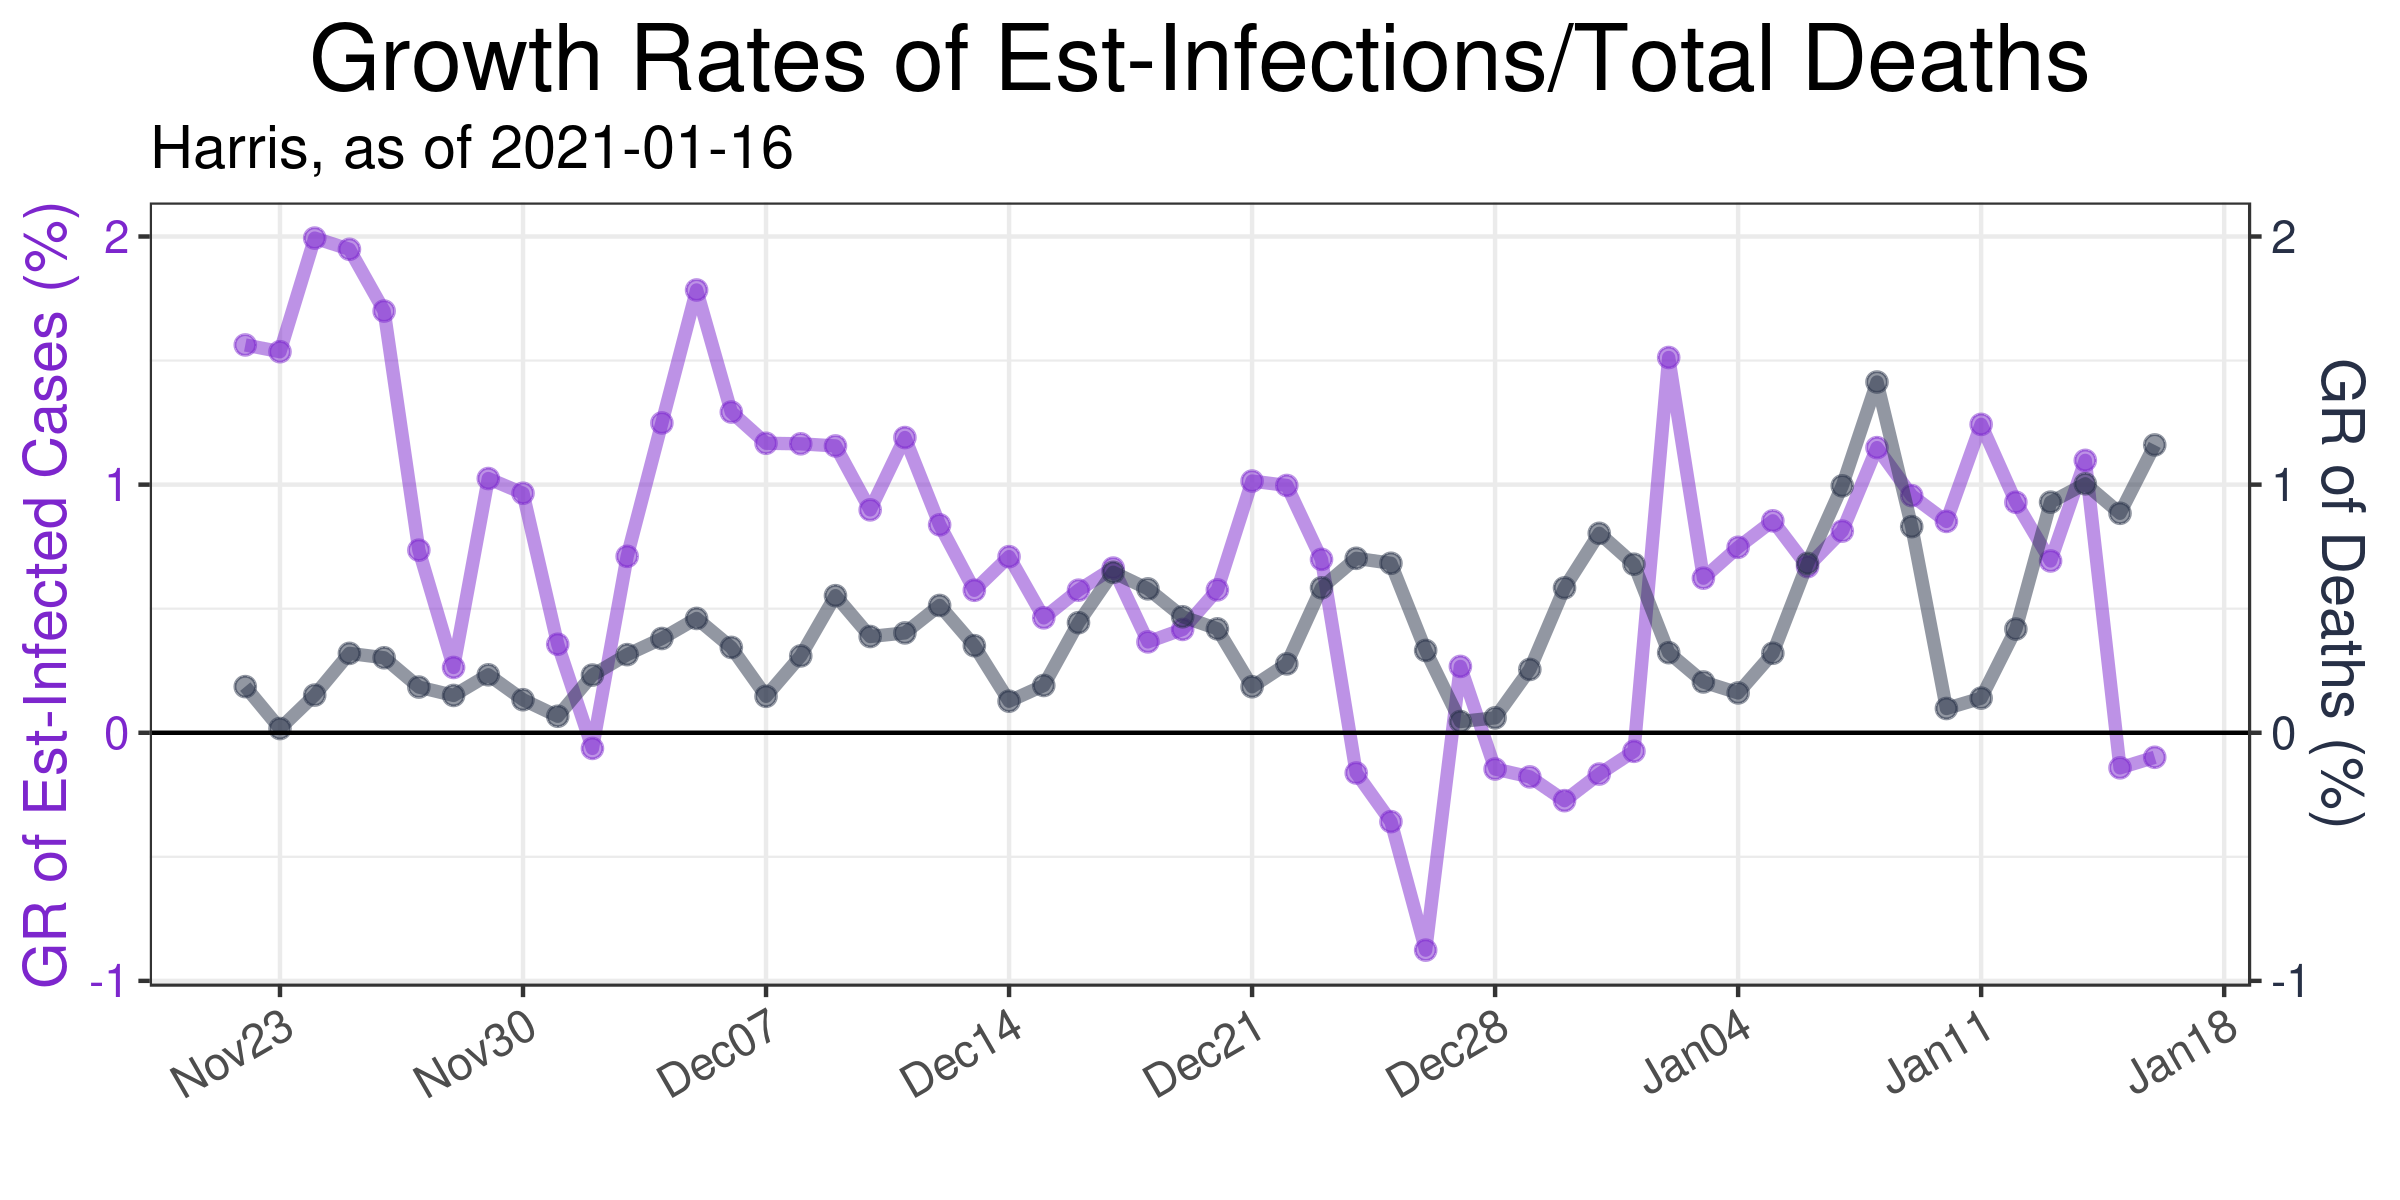 Growth Rates of Est-Infections/Total Deaths
Harris, as of 2021-01-16
GR of Est-Infected Cases (%)
2
1
0
-1
2
1
0
-1
GR of Deaths (%)
Nov23
Nov30
Dec07
Dec14
Dec21
Dec28
Jan04
Jan11
Jan18